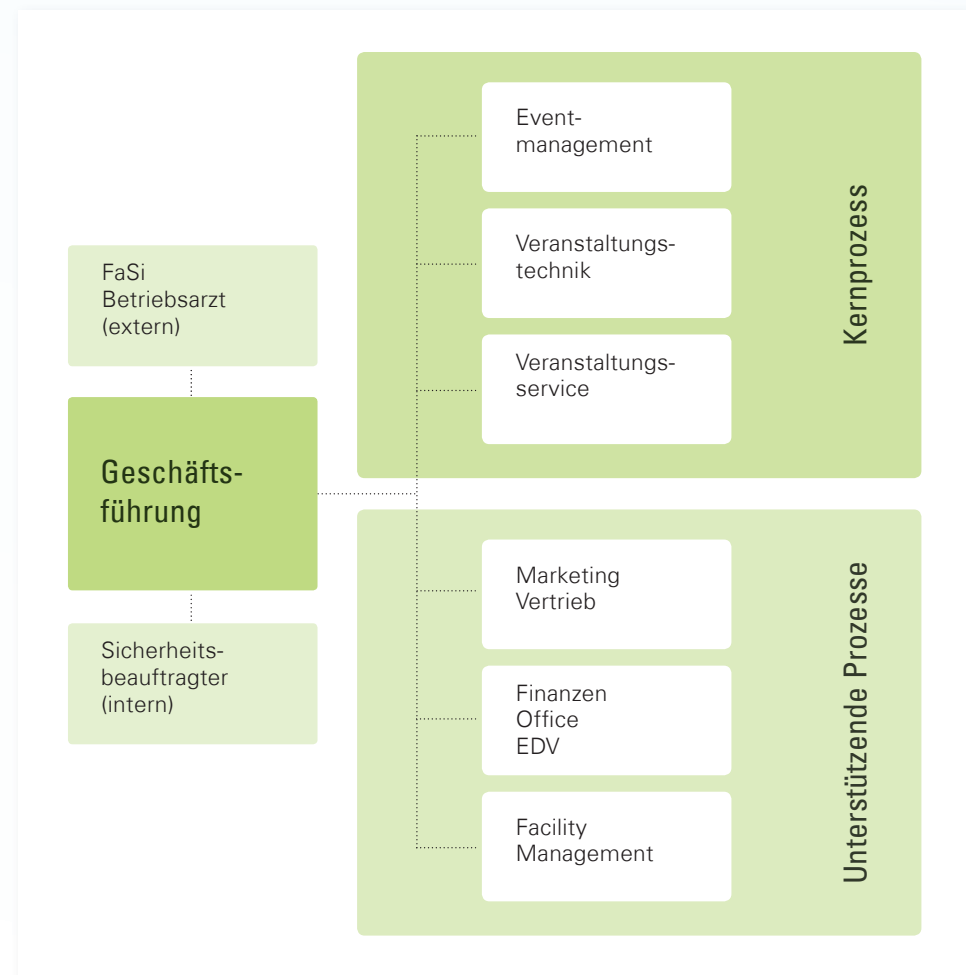 FaSi
Betriebsarzt
(extern)
Geschäfts-
führung
Sicherheits-
beauftragter
(intern)
Event-
management
Veranstaltungs-
technik
Veranstaltungs-
service
Kernprozess
Marketing
Vertrieb
Finanzen
Office
EDV
Facility
Management
Unterstützende Prozesse